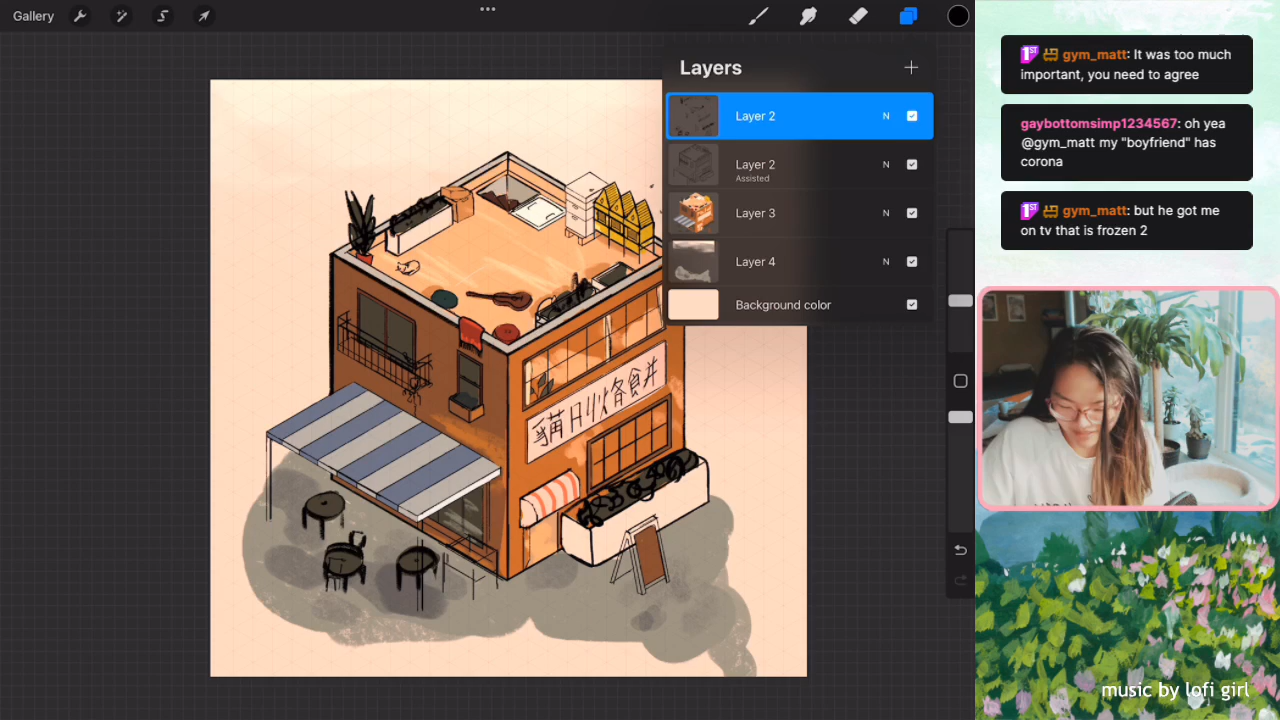 Gallery
Layers
Layer 2
N
Layer 2
Assisted
N
Layer 3
N
Layer 4
N
Background color
1ST gym_matt: It was too much
important, you need to agree
gaybottomsimp1234567: oh yea
@gym_matt my "boyfriend" has
corona
1ST gym_matt: but he got me
on tv that is frozen 2
music by lofi girl